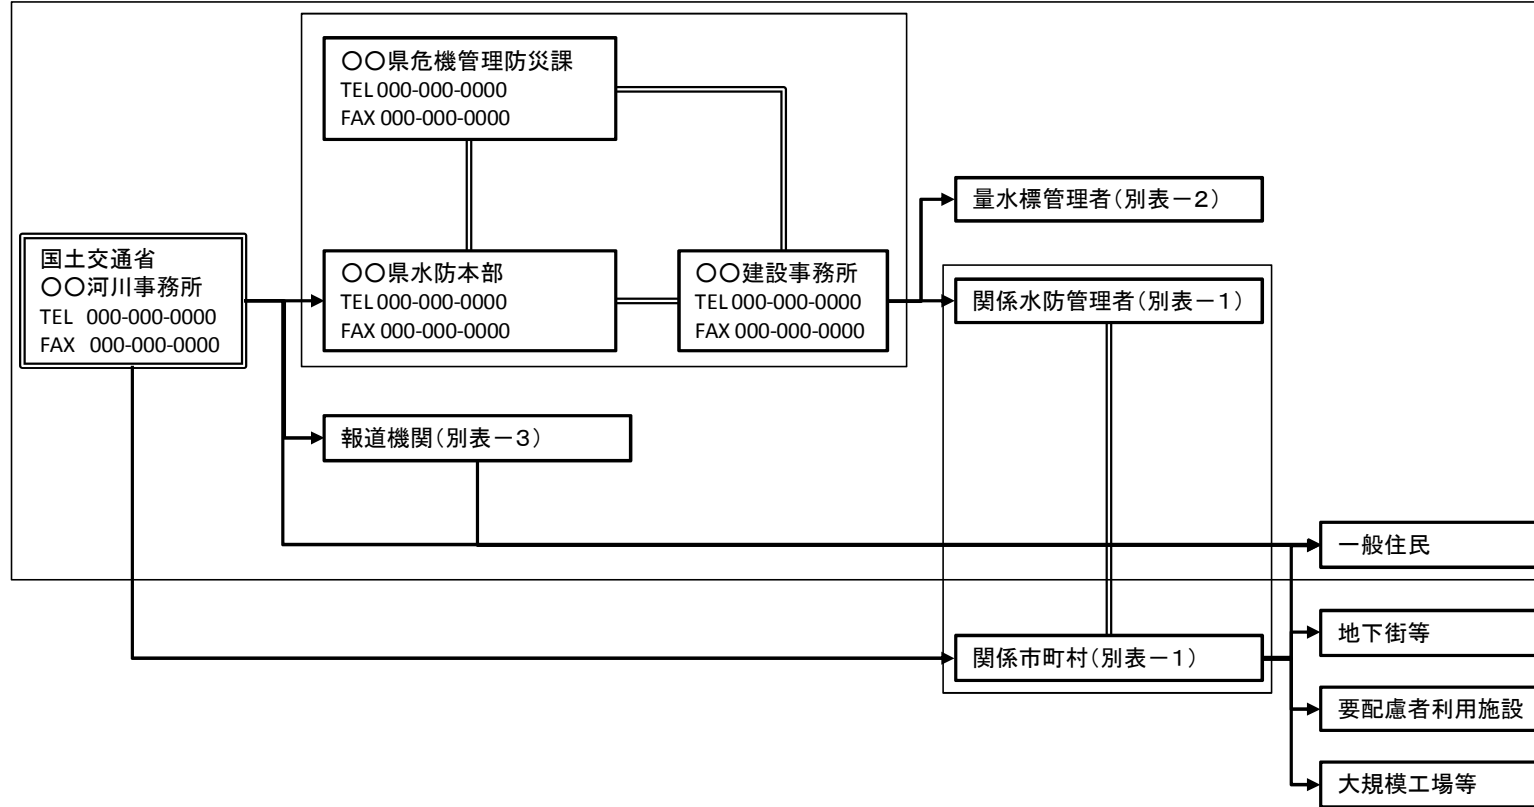 〇〇県危機管理防災課
TEL 000-000-0000
FAX 000-000-0000
量水標管理者(別表－2)
国土交通省
〇〇河川事務所
TEL 000-000-0000
FAX 000-000-0000
〇〇県水防本部
TEL 000-000-0000
FAX 000-000-0000
〇〇建設事務所
TEL 000-000-0000
FAX 000-000-0000
関係水防管理者(別表－1)
報道機関(別表－3)
一般住民
地下街等
関係市町村(別表－1)
要配慮者利用施設
大規模工場等